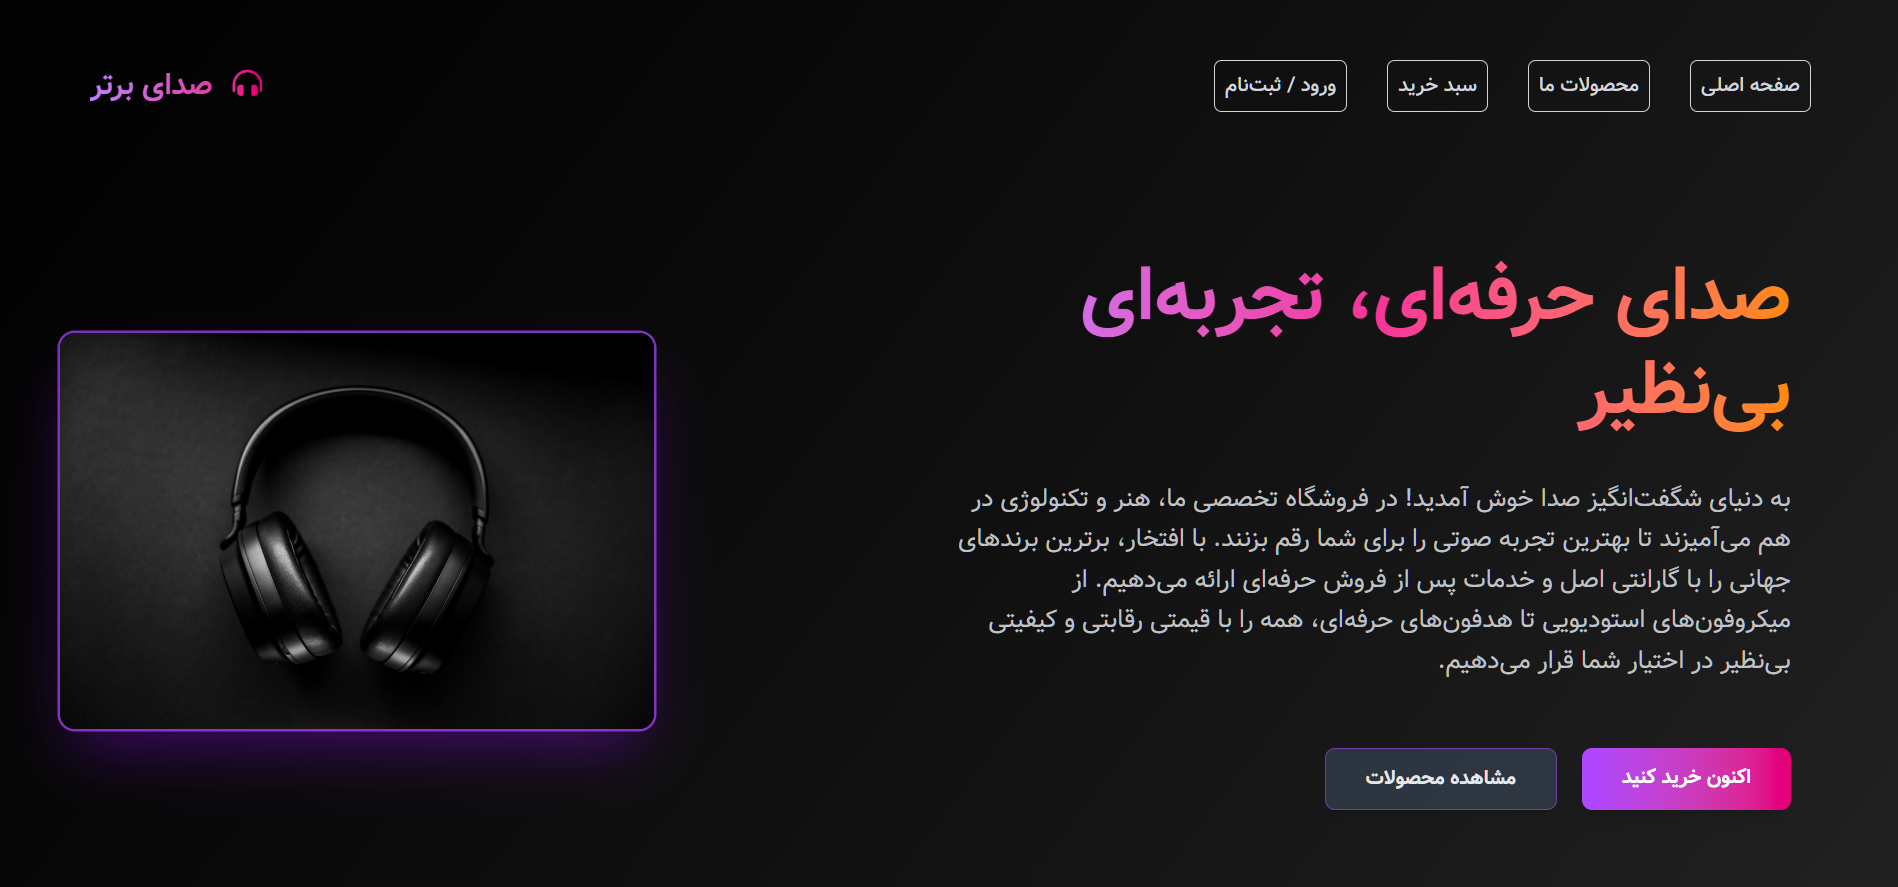 صفحه اصلی
محصولات ما
سبد خرید
ورود / ثبت‌نام
صدای برتر
صدای حرفه‌ای، تجربه‌ای
بی‌نظیر
به دنیای شگفت‌انگیز صدا خوش آمدید! در فروشگاه تخصصی ما، هنر و تکنولوژی در
هم می‌آمیزند تا بهترین تجربه صوتی را برای شما رقم بزنند. با افتخار، برترین برندهای
جهانی را با گارانتی اصل و خدمات پس از فروش حرفه‌ای ارائه می‌دهیم. از
میکروفون‌های استودیویی تا هدفون‌های حرفه‌ای، همه را با قیمتی رقابتی و کیفیتی
بی‌نظیر در اختیار شما قرار می‌دهیم.
اکنون خرید کنید
مشاهده محصولات